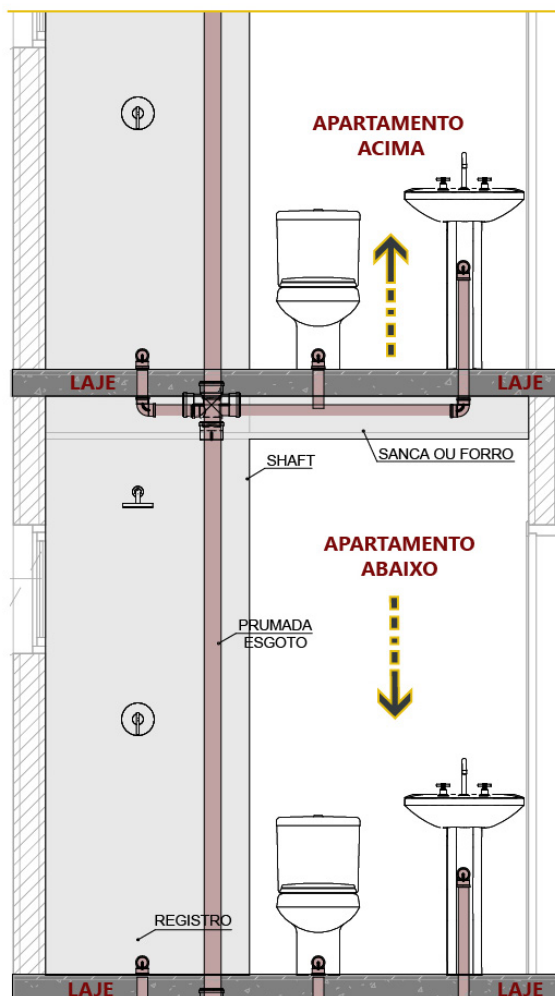 APARTAMENTO
ACIMA
LAJE
LAJE
SANCA OU FORRO
SHAFT
APARTAMENTO
ABAIXO
PRUMADA
ESGOTO
REGISTRO
LAJE
LAJE